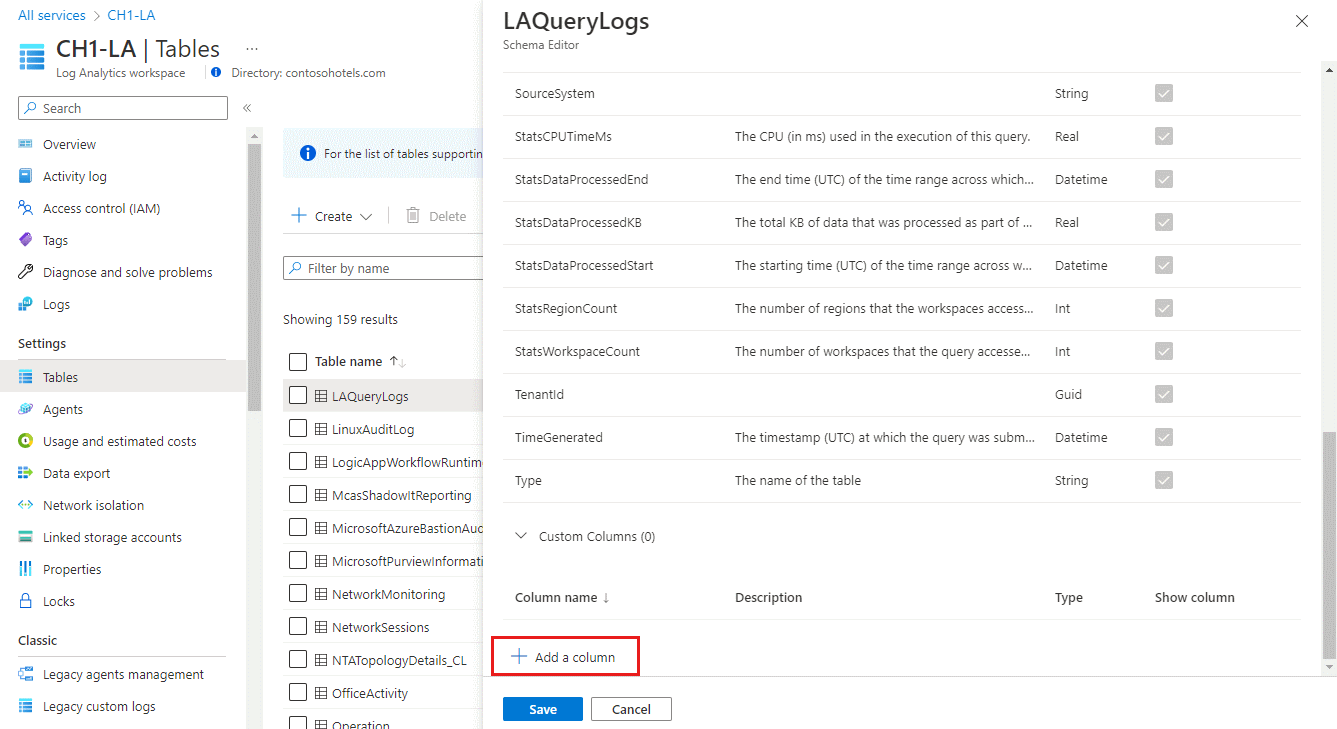 All services > CH1-LA
CH1-LA | Tables ...
Log Analytics workspace
Directory: contosohotels.com
Search
«
Overview
Activity log
Access control (IAM)
Tags
Diagnose and solve problems
Logs
Settings
Tables
Agents
Usage and estimated costs
Data export
Network isolation
Linked storage accounts
Properties
Locks
Classic
Legacy agents management
Legacy custom logs
For the list of tables supportin
Create
Delete
Filter by name
Showing 159 results
Table name ↑↓
LAQueryLogs
LinuxAuditLog
LogicAppWorkflowRuntime
McasShadowItReporting
MicrosoftAzureBastionAud
MicrosoftPurviewInformati
NetworkMonitoring
NetworkSessions
NTATopologyDetails_CL
OfficeActivity
Operation
LAQueryLogs
Schema Editor
SourceSystem String
StatsCPUTimeMs The CPU (in ms) used in the execution of this query. Real
StatsDataProcessedEnd The end time (UTC) of the time range across which... Datetime
StatsDataProcessedKB The total KB of data that was processed as part of ... Real
StatsDataProcessedStart The starting time (UTC) of the time range across w... Datetime
StatsRegionCount The number of regions that the workspaces access... Int
StatsWorkspaceCount The number of workspaces that the query accesse... Int
TenantId Guid
TimeGenerated The timestamp (UTC) at which the query was subm... Datetime
Type The name of the table String
Custom Columns (0)
Column name ↓ Description Type Show column
Add a column
Save Cancel